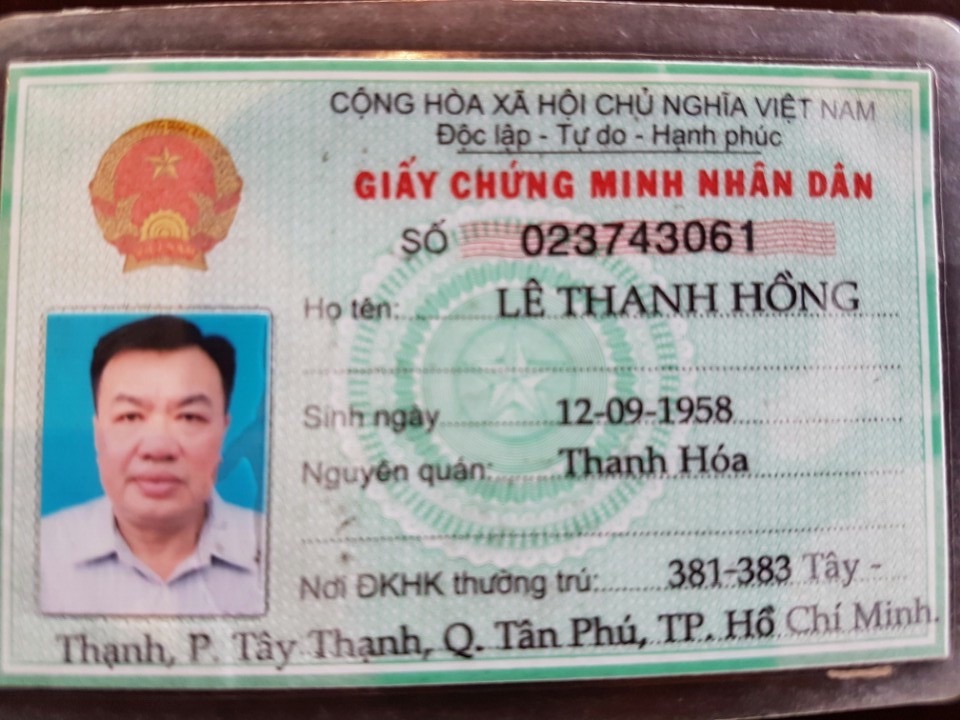 CỘNG HÒA XÃ HỘI CHỦ NGHĨA VIỆT NAM
Độc lập - Tự do - Hạnh phúc
GIẤY CHỨNG MINH NHÂN DÂN
SỐ 023743061
Họ tên: LÊ THANH HỒNG
Sinh ngày 12-09-1958
Nguyên quán: Thanh Hóa
Nơi ĐKHK thường trú: 381-383 Tây -
Thạnh, P. Tây Thạnh, Q. Tân Phú, TP. Hồ Chí Minh.